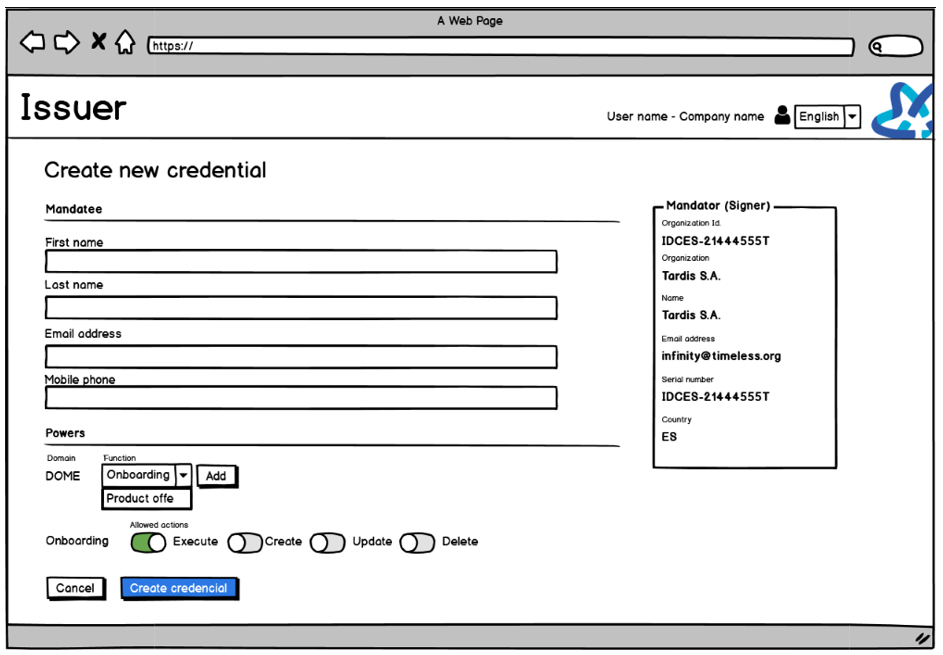 A Web Page
https://
Issuer
User name - Company name
English
Create new credential
Mandatee
First name
Last name
Email address
Mobile phone
Powers
Domain
Function
DOME
Onboarding
Add
Product offe
Allowed actions
Onboarding
Execute
Create
Update
Delete
Cancel
Create credencial
Mandator (Signer)
Organization Id.
IDCES-21444555T
Organization
Tardis S.A.
Name
Tardis S.A.
Email address
infinity@timeless.org
Serial number
IDCES-21444555T
Country
ES